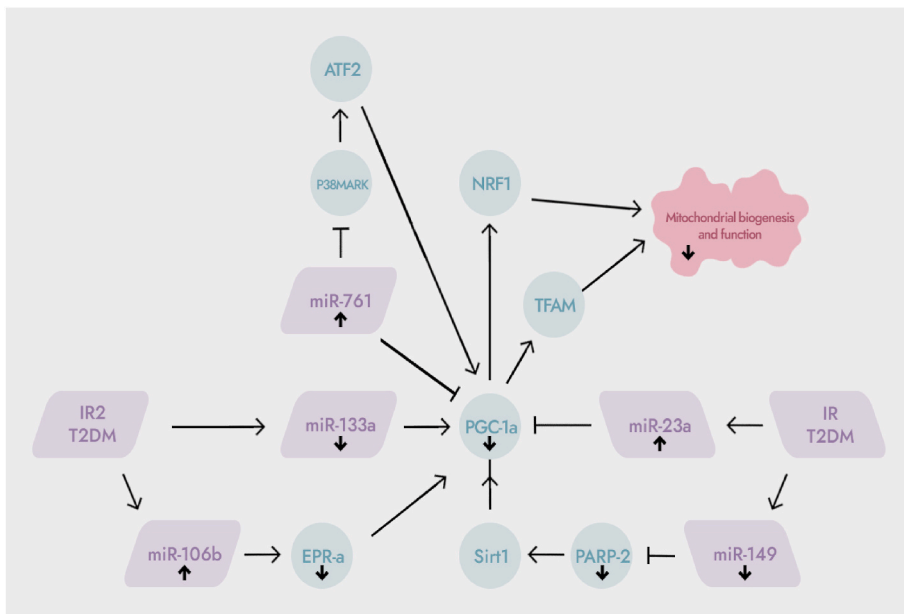 ATF2
P38MARK
NRF1
Mitochondrial biogenesis
and function
miR-761
TFAM
IR2
T2DM
miR-133a
PGC-1a
miR-23a
IR
T2DM
miR-106b
EPR-a
Sirt1
PARP-2
miR-149